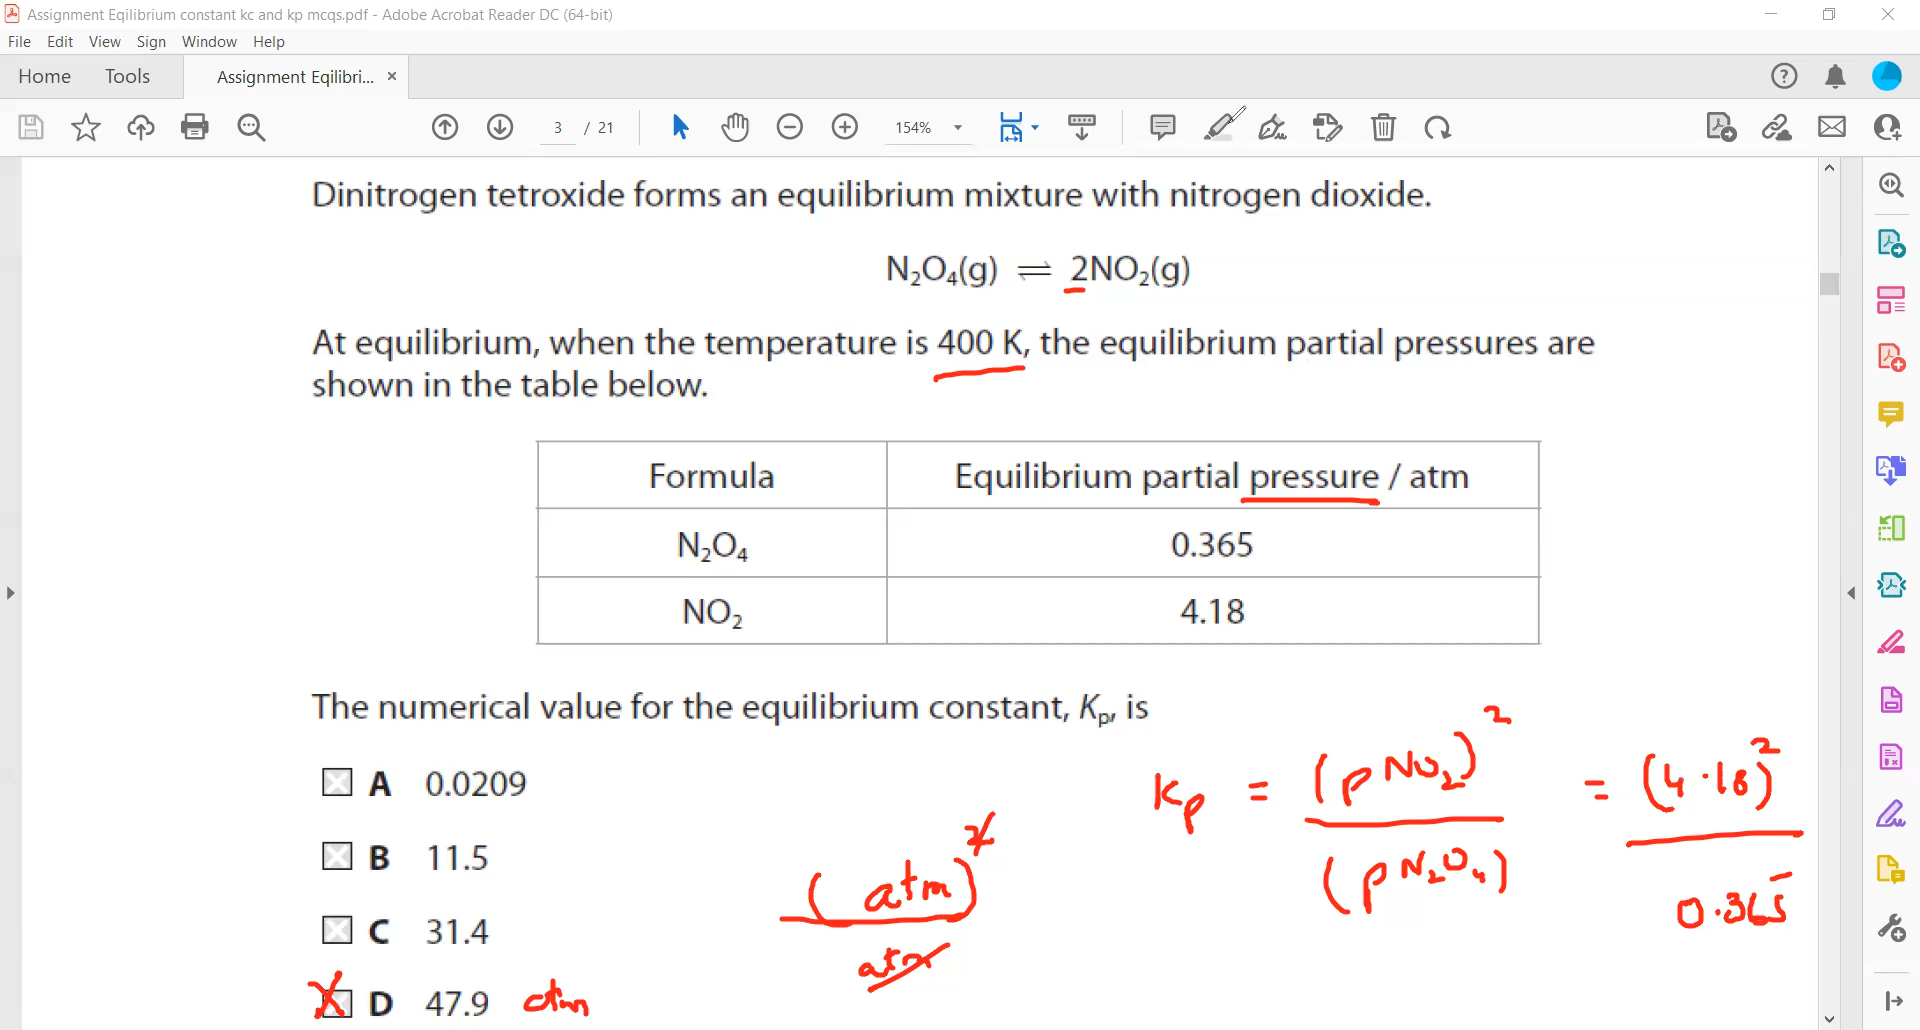 Assignment Eqilibrium constant kc and kp mcqs.pdf - Adobe Acrobat Reader DC (64-bit)
File Edit View Sign Window Help
Home Tools Assignment Eqilibri... ×
3 / 21 154%
Dinitrogen tetroxide forms an equilibrium mixture with nitrogen dioxide.
N₂O₄(g) ⇌ 2NO₂(g)
At equilibrium, when the temperature is 400 K, the equilibrium partial pressures are
shown in the table below.
Formula Equilibrium partial pressure / atm
N₂O₄ 0.365
NO₂ 4.18
The numerical value for the equilibrium constant, Kp, is
A 0.0209
B 11.5
C 31.4
D 47.9 atm
(atm)²
atm
Kp = (pNO₂)² = (4.18)²
(pN₂O₄) 0.365